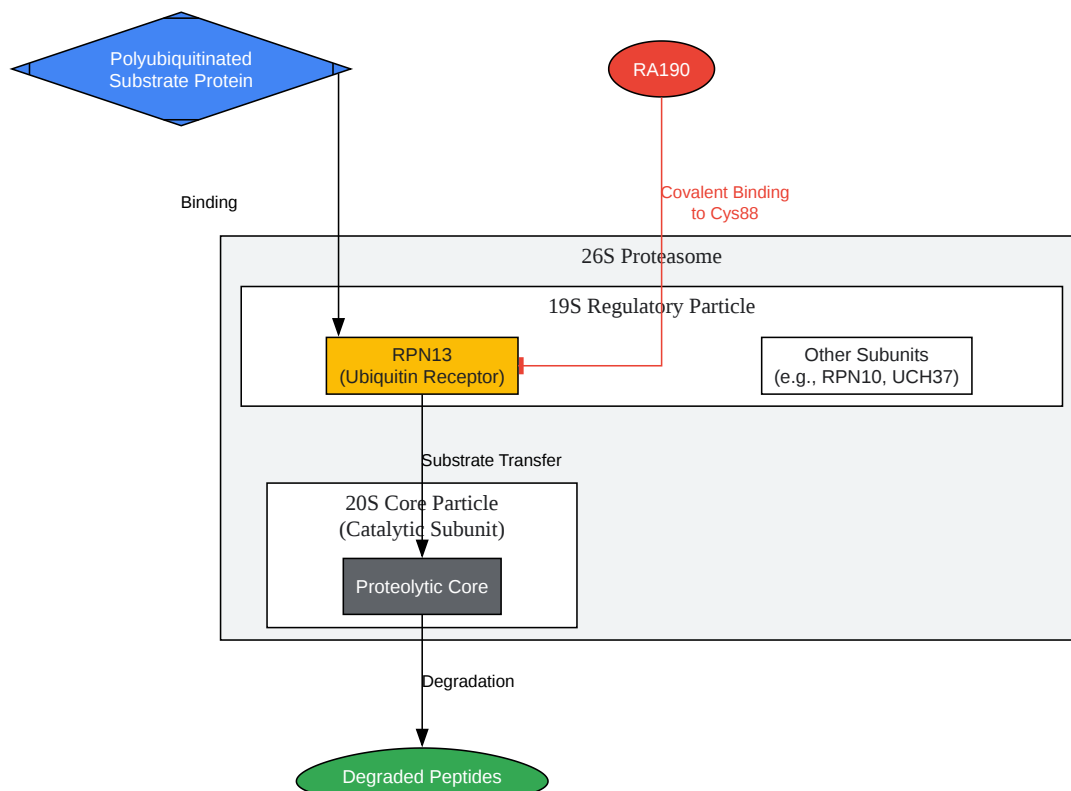 Polyubiquitinated
Substrate Protein
RA190
Binding
Covalent Binding
to Cys88
26S Proteasome
19S Regulatory Particle
RPN13
(Ubiquitin Receptor)
Other Subunits
(e.g., RPN10, UCH37)
Substrate Transfer
20S Core Particle
(Catalytic Subunit)
Proteolytic Core
Degradation
Degraded Peptides